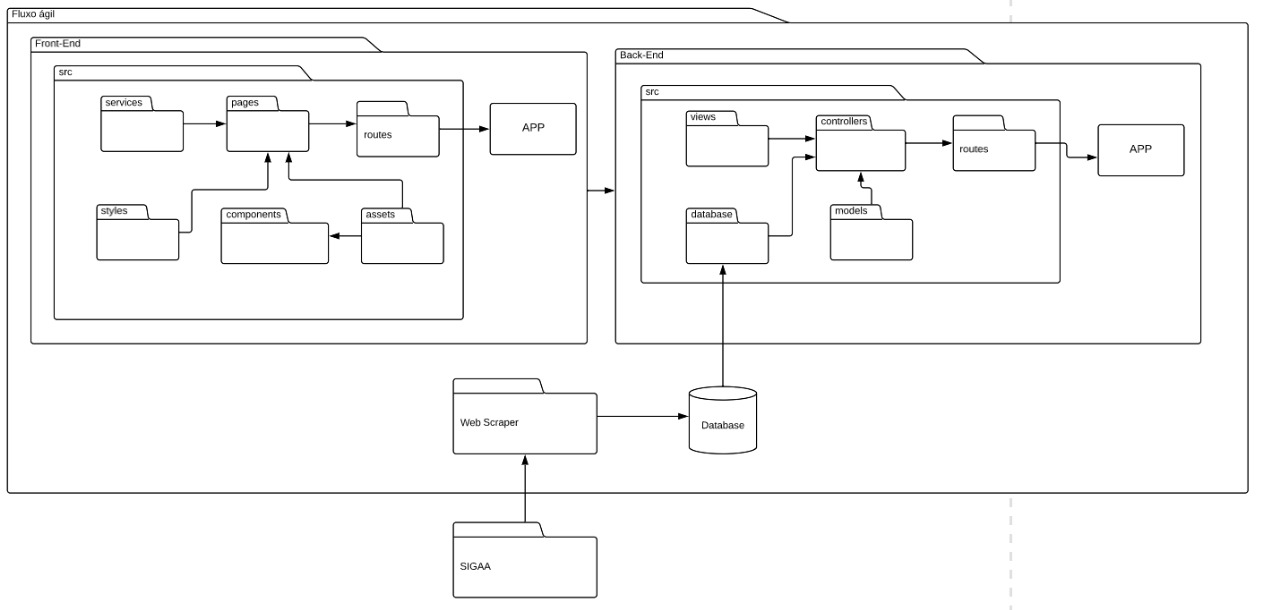 Fluxo ágil
Front-End
src
services
pages
routes
APP
styles
components
assets
Back-End
src
views
controllers
routes
APP
database
models
Web Scraper
Database
SIGAA